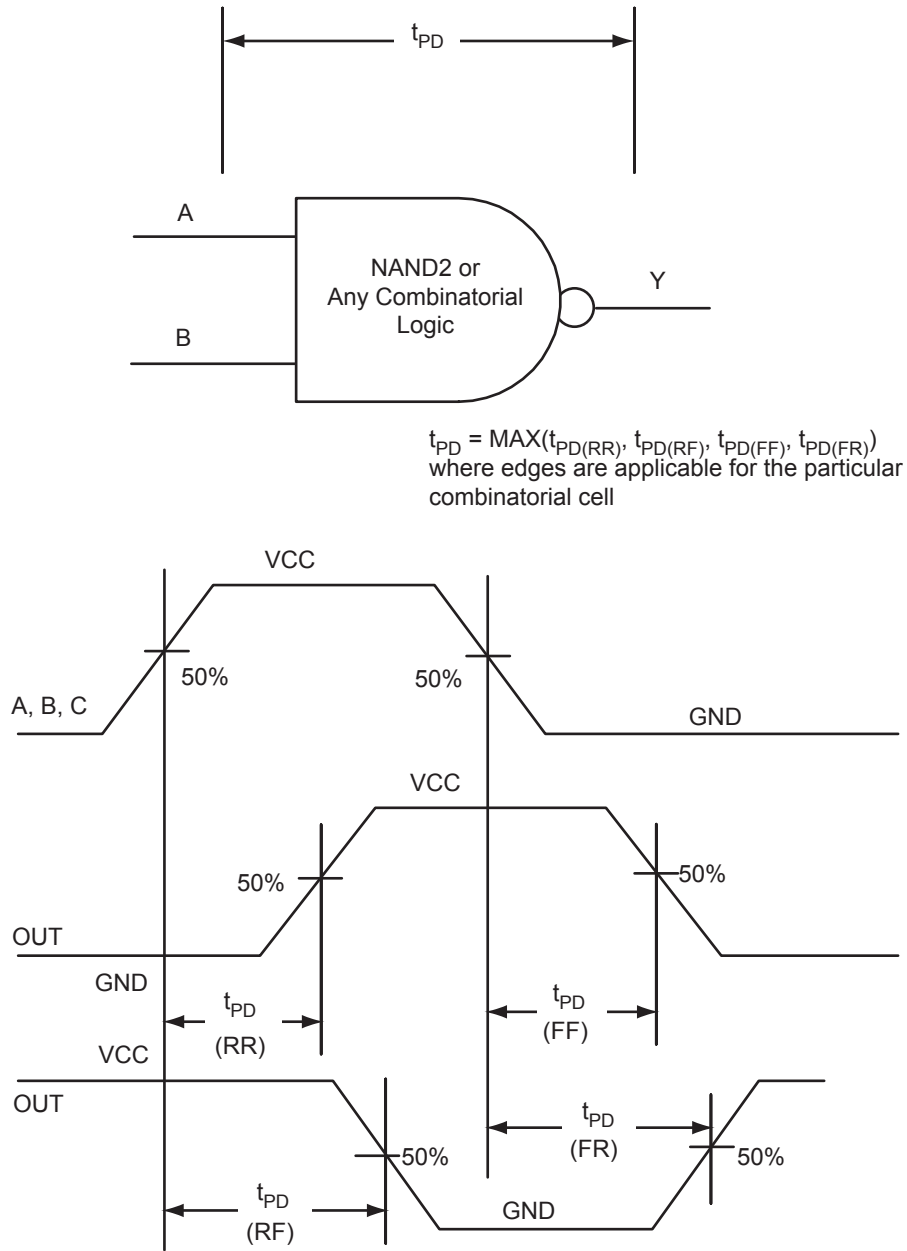 tPD
A
NAND2 or
Any Combinatorial
Logic
Y
B
tPD = MAX(tPD(RR), tPD(RF), tPD(FF), tPD(FR))
where edges are applicable for the particular
combinatorial cell
VCC
50%
50%
A, B, C
GND
VCC
50%
50%
OUT
GND
tPD
(RR)
tPD
(FF)
VCC
OUT
tPD
(FR)
50%
50%
tPD
(RF)
GND